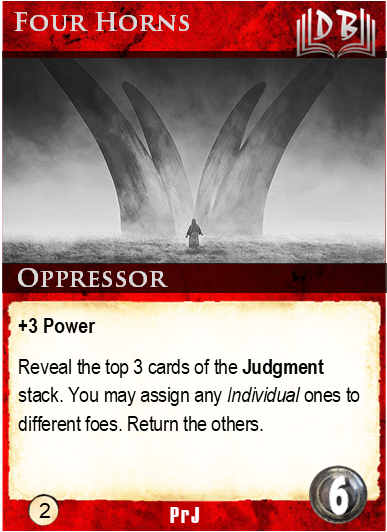 Four Horns
DB
Oppressor
+3 Power
Reveal the top 3 cards of the Judgment
stack. You may assign any Individual ones to
different foes. Return the others.
2
PrJ
6